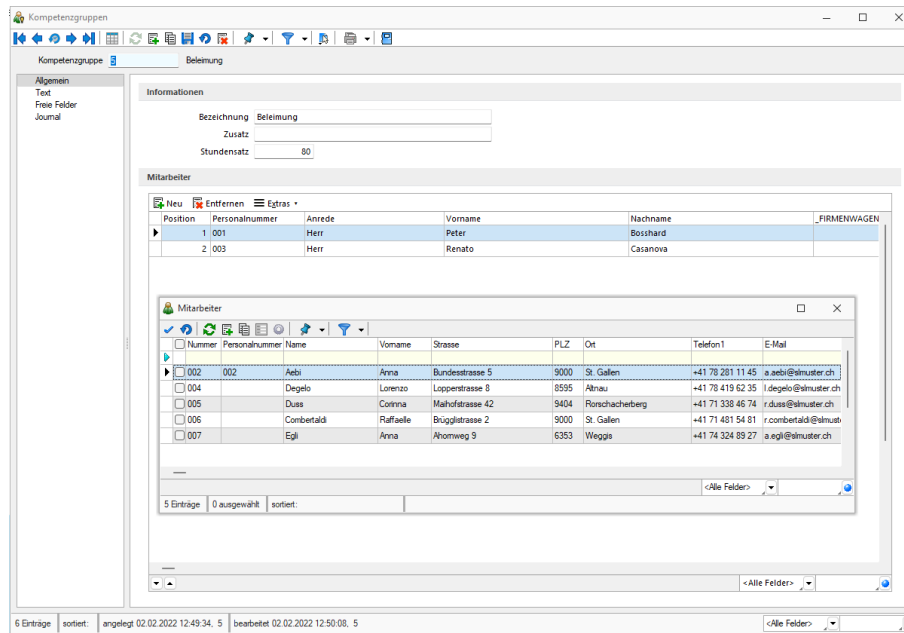 Kompetenzgruppen
Kompetenzgruppe 5 Beleimung
Allgemein
Text
Freie Felder
Journal
Informationen
Bezeichnung Beleimung
Zusatz
Stundensatz 80
Mitarbeiter
Neu Entfernen Extras
Position Personalnummer Anrede Vorname Nachname _FIRMENWAGEN
1 001 Herr Peter Bosshard
2 003 Herr Renato Casanova
Mitarbeiter
Nummer Personalnummer Name Vorname Strasse PLZ Ort Telefon1 E-Mail
002 002 Aebi Anna Bundesstrasse 5 9000 St. Gallen +41 78 281 11 45 a.aebi@slmuster.ch
004 Degelo Lorenzo Lopperstrasse 8 8595 Altnau +41 78 419 62 35 l.degelo@slmuster.ch
005 Duss Corinna Maihofstrasse 42 9404 Rorschacherberg +41 71 338 46 74 r.duss@slmuster.ch
006 Combertaldi Raffaelle Brügglistrasse 2 9000 St. Gallen +41 71 481 54 81 r.combertaldi@slmust
007 Egli Anna Ahornweg 9 6353 Weggis +41 74 324 89 27 a.egli@slmuster.ch
<Alle Felder>
5 Einträge 0 ausgewählt sortiert:
<Alle Felder>
6 Einträge sortiert: angelegt 02.02.2022 12:49:34, 5 bearbeitet 02.02.2022 12:50:08, 5 <Alle Felder>